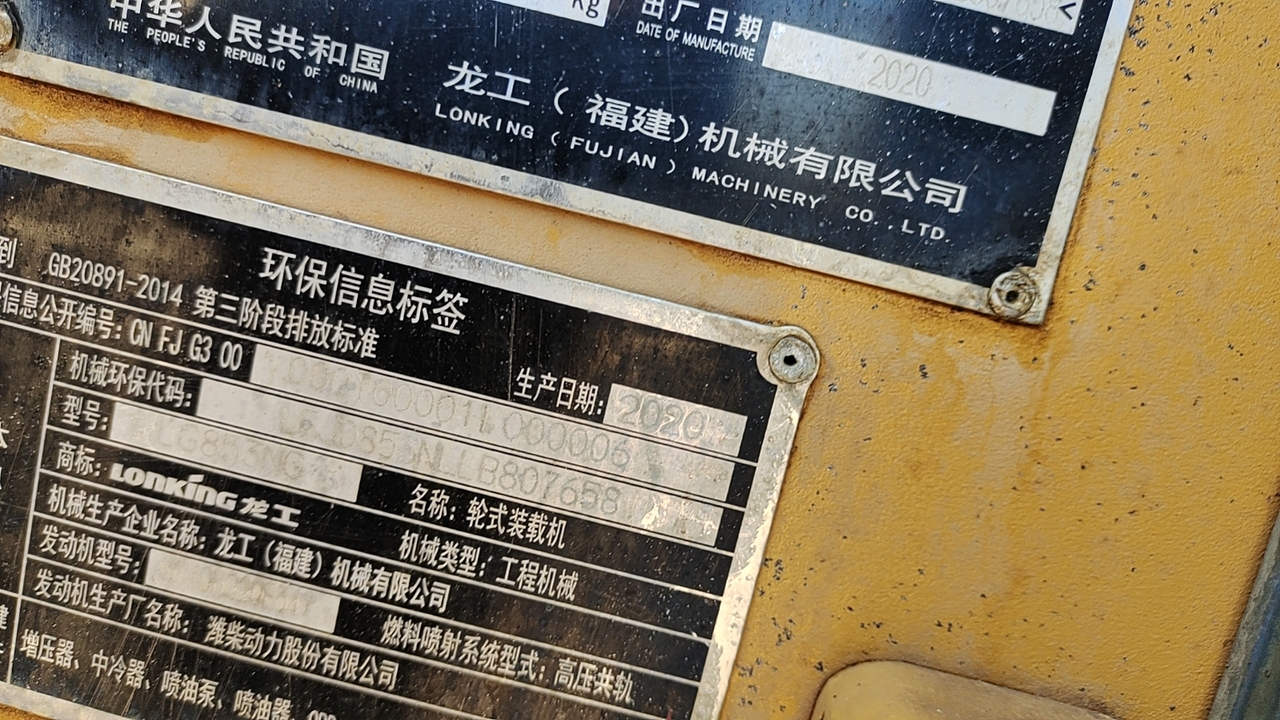 kg
出厂日期
DATE OF MANUFACTURE
2020
中华人民共和国
THE PEOPLE'S REPUBLIC OF CHINA
龙工（福建）机械有限公司
LONKING (FUJIAN) MACHINERY CO.,LTD.
环保信息标签
到 GB20891-2014 第三阶段排放标准
信息公开编号: CN FJ G3 00 000006
生产日期: 2020
机械环保代码: B807658
型号:
商标: LONKING 龙工
名称: 轮式装载机
机械生产企业名称: 龙工（福建）机械有限公司
机械类型: 工程机械
发动机型号:
燃料喷射系统型式: 高压共轨
发动机生产厂名称: 潍柴动力股份有限公司
增压器、中冷器、喷油泵、喷油器、